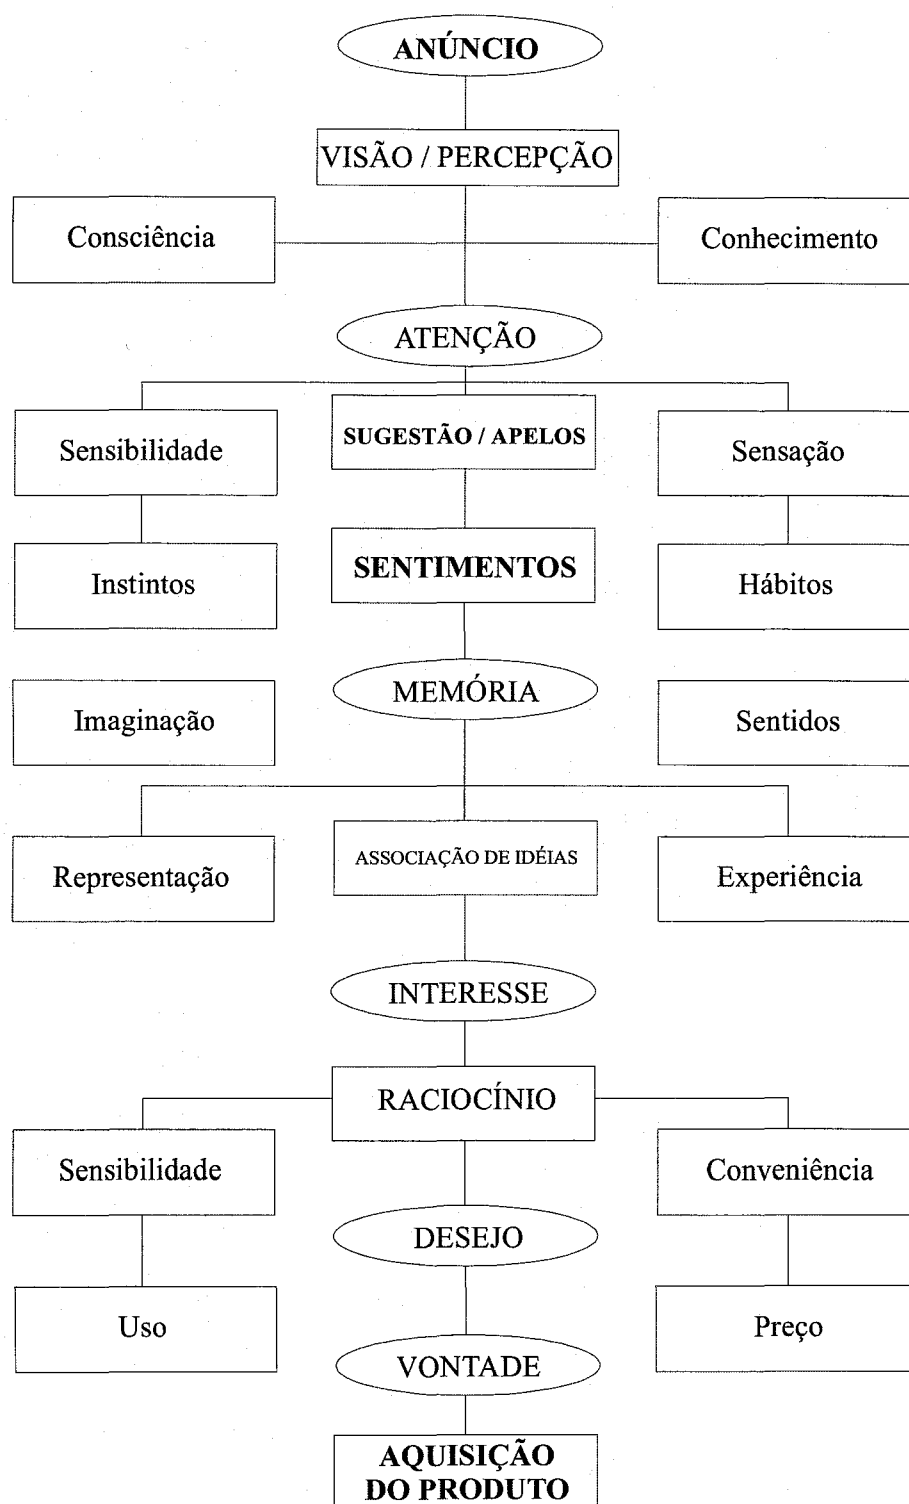 ANÚNCIO
VISÃO / PERCEPÇÃO
Consciência
Conhecimento
ATENÇÃO
Sensibilidade
SUGESTÃO / APELOS
Sensação
SENTIMENTOS
Instintos
Hábitos
MEMÓRIA
Imaginação
Sentidos
ASSOCIAÇÃO DE IDÉIAS
Representação
Experiência
INTERESSE
RACIOCÍNIO
Sensibilidade
Conveniência
DESEJO
Uso
Preço
VONTADE
AQUISIÇÃO
DO PRODUTO